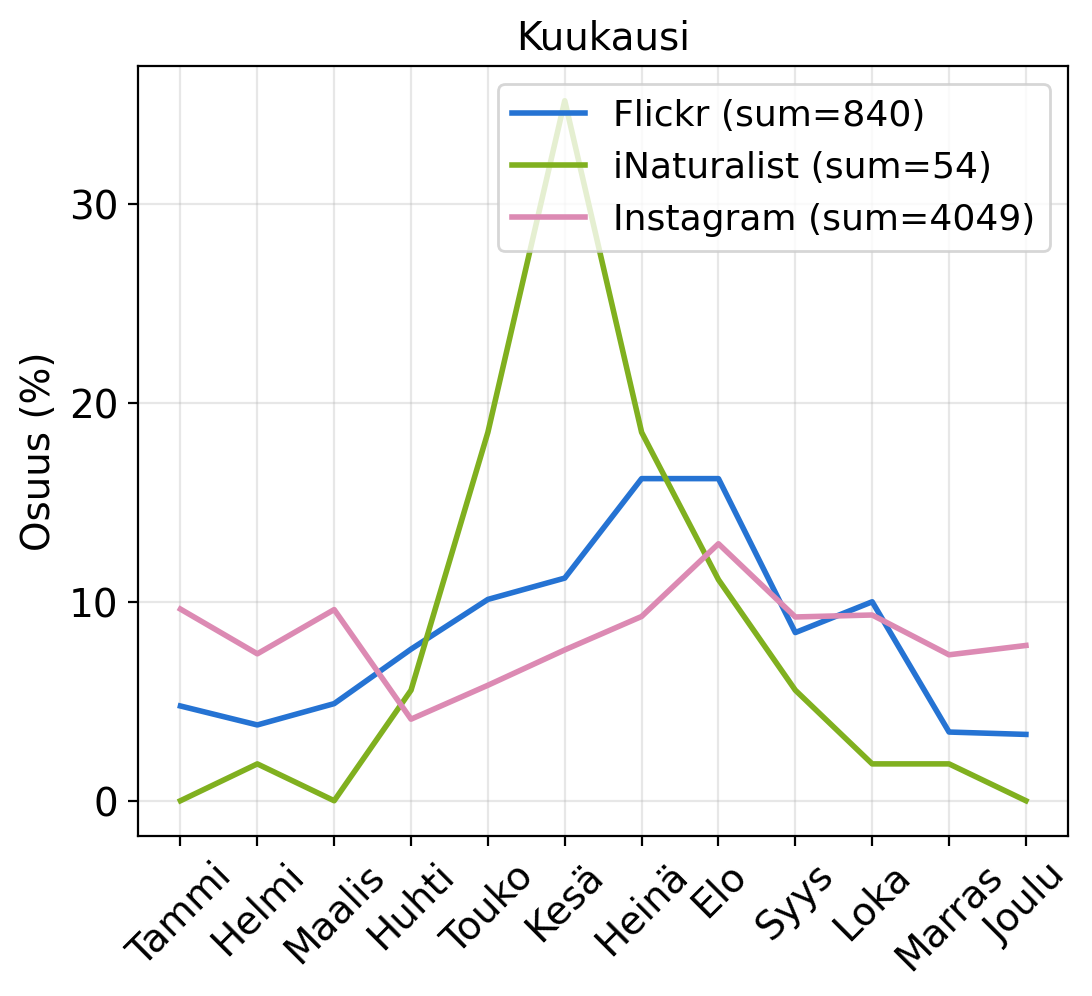 Kuukausi
Flickr (sum=840)
iNaturalist (sum=54)
Instagram (sum=4049)
Osuus (%)
30
20
10
0
Tammi
Helmi
Maalis
Huhti
Touko
Kesä
Heinä
Elo
Syys
Loka
Marras
Joulu